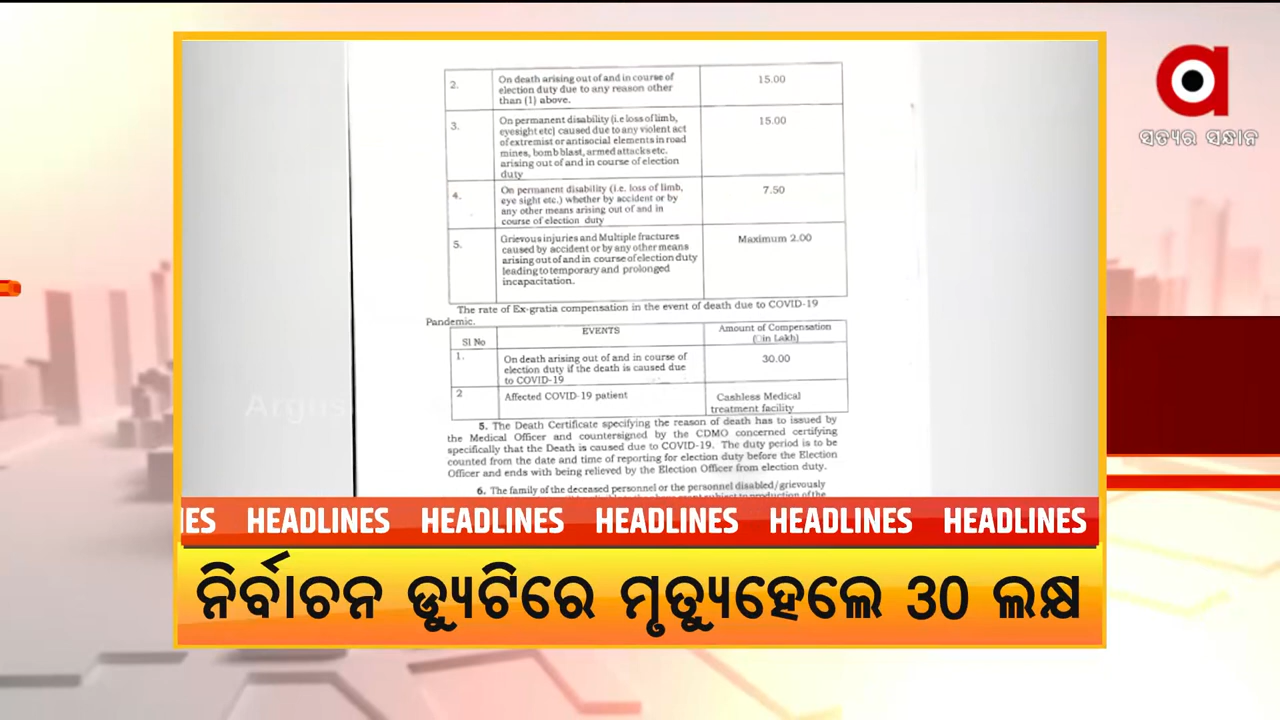 ସତ୍ୟର ସନ୍ଧାନ
2. On death arising out of and in course of election duty due to any reason other than (1) above. 15.00
3. On permanent disability (i.e loss of limb, eyesight etc) caused due to any violent act of extremist or antisocial elements in road mines, bomb blast, armed attacks etc. arising out of and in course of election duty 15.00
4. On permanent disability (i.e. loss of limb, eye sight etc.) whether by accident or by any other means arising out of and in course of election duty 7.50
5. Grievous injuries and Multiple fractures caused by accident or by any other means arising out of and in course of election duty leading to temporary and prolonged incapacitation. Maximum 2.00
The rate of Ex-gratia compensation in the event of death due to COVID-19
Pandemic.
Sl No EVENTS Amount of Compensation (□in Lakh)
1. On death arising out of and in course of election duty if the death is caused due to COVID-19 30.00
2 Affected COVID-19 patient Cashless Medical treatment facility
5. The Death Certificate specifying the reason of death has to issued by
the Medical Officer and countersigned by the CDMO concerned certifying
specifically that the Death is caused due to COVID-19. The duty period is to be
counted from the date and time of reporting for election duty before the Election
Officer and ends with being relieved by the Election Officer from election duty.
6. The family of the deceased personnel or the personnel disabled/grievously
Argus
IES HEADLINES HEADLINES HEADLINES HEADLINES HEADLINES
ନିର୍ବାଚନ ଡ୍ୟୁଟିରେ ମୃତ୍ୟୁହେଲେ 30 ଲକ୍ଷ